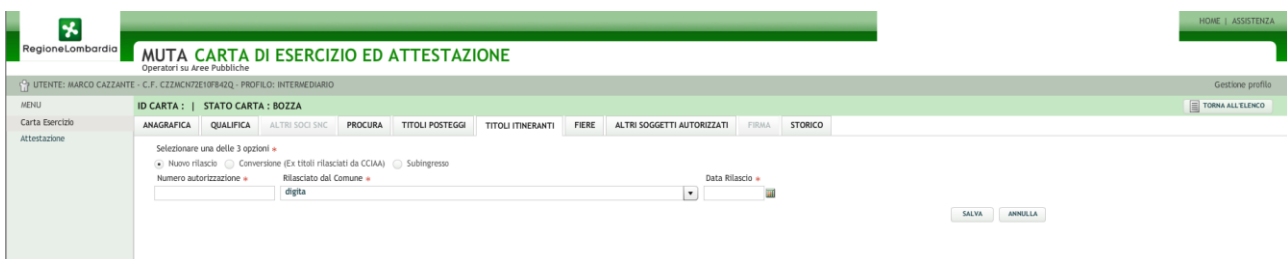 HOME | ASSISTENZA
RegioneLombardia
MUTA CARTA DI ESERCIZIO ED ATTESTAZIONE
Operatori su Aree Pubbliche
UTENTE: MARCO CAZZANTE - C.F. CZZMCN72E10F842Q - PROFILO: INTERMEDIARIO
Gestione profilo
MENU
ID CARTA : | STATO CARTA : BOZZA
TORNA ALL'ELENCO
Carta Esercizio
Attestazione
ANAGRAFICA QUALIFICA ALTRI SOCI SNC PROCURA TITOLI POSTEGGI TITOLI ITINERANTI FIERE ALTRI SOGGETTI AUTORIZZATI FIRMA STORICO
Selezionare una delle 3 opzioni *
Nuovo rilascio Conversione (Ex titoli rilasciati da CCIAA) Subingresso
Numero autorizzazione * Rilasciato dal Comune * Data Rilascio *
digita
SALVA ANNULLA